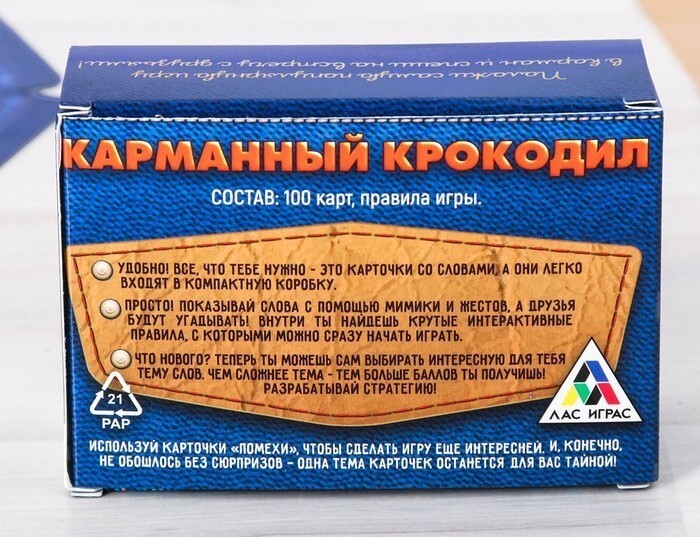 Положи самую популярную игру
в карман и спеши на встречу с друзьями!
КАРМАННЫЙ КРОКОДИЛ
СОСТАВ: 100 карт, правила игры.
УДОБНО! ВСЕ, ЧТО ТЕБЕ НУЖНО - ЭТО КАРТОЧКИ СО СЛОВАМИ, А ОНИ ЛЕГКО
ВХОДЯТ В КОМПАКТНУЮ КОРОБКУ.
ПРОСТО! ПОКАЗЫВАЙ СЛОВА С ПОМОЩЬЮ МИМИКИ И ЖЕСТОВ, А ДРУЗЬЯ
БУДУТ УГАДЫВАТЬ! ВНУТРИ ТЫ НАЙДЕШЬ КРУТЫЕ ИНТЕРАКТИВНЫЕ
ПРАВИЛА, С КОТОРЫМИ МОЖНО СРАЗУ НАЧАТЬ ИГРАТЬ.
ЧТО НОВОГО? ТЕПЕРЬ ТЫ МОЖЕШЬ САМ ВЫБИРАТЬ ИНТЕРЕСНУЮ ДЛЯ ТЕБЯ
ТЕМУ СЛОВ. ЧЕМ СЛОЖНЕЕ ТЕМА - ТЕМ БОЛЬШЕ БАЛЛОВ ТЫ ПОЛУЧИШЬ!
РАЗРАБАТЫВАЙ СТРАТЕГИЮ!
21
PAP
ЛАС ИГРАС
ИСПОЛЬЗУЙ КАРТОЧКИ «ПОМЕХИ», ЧТОБЫ СДЕЛАТЬ ИГРУ ЕЩЕ ИНТЕРЕСНЕЙ. И, КОНЕЧНО,
НЕ ОБОШЛОСЬ БЕЗ СЮРПРИЗОВ - ОДНА ТЕМА КАРТОЧЕК ОСТАНЕТСЯ ДЛЯ ВАС ТАЙНОЙ!